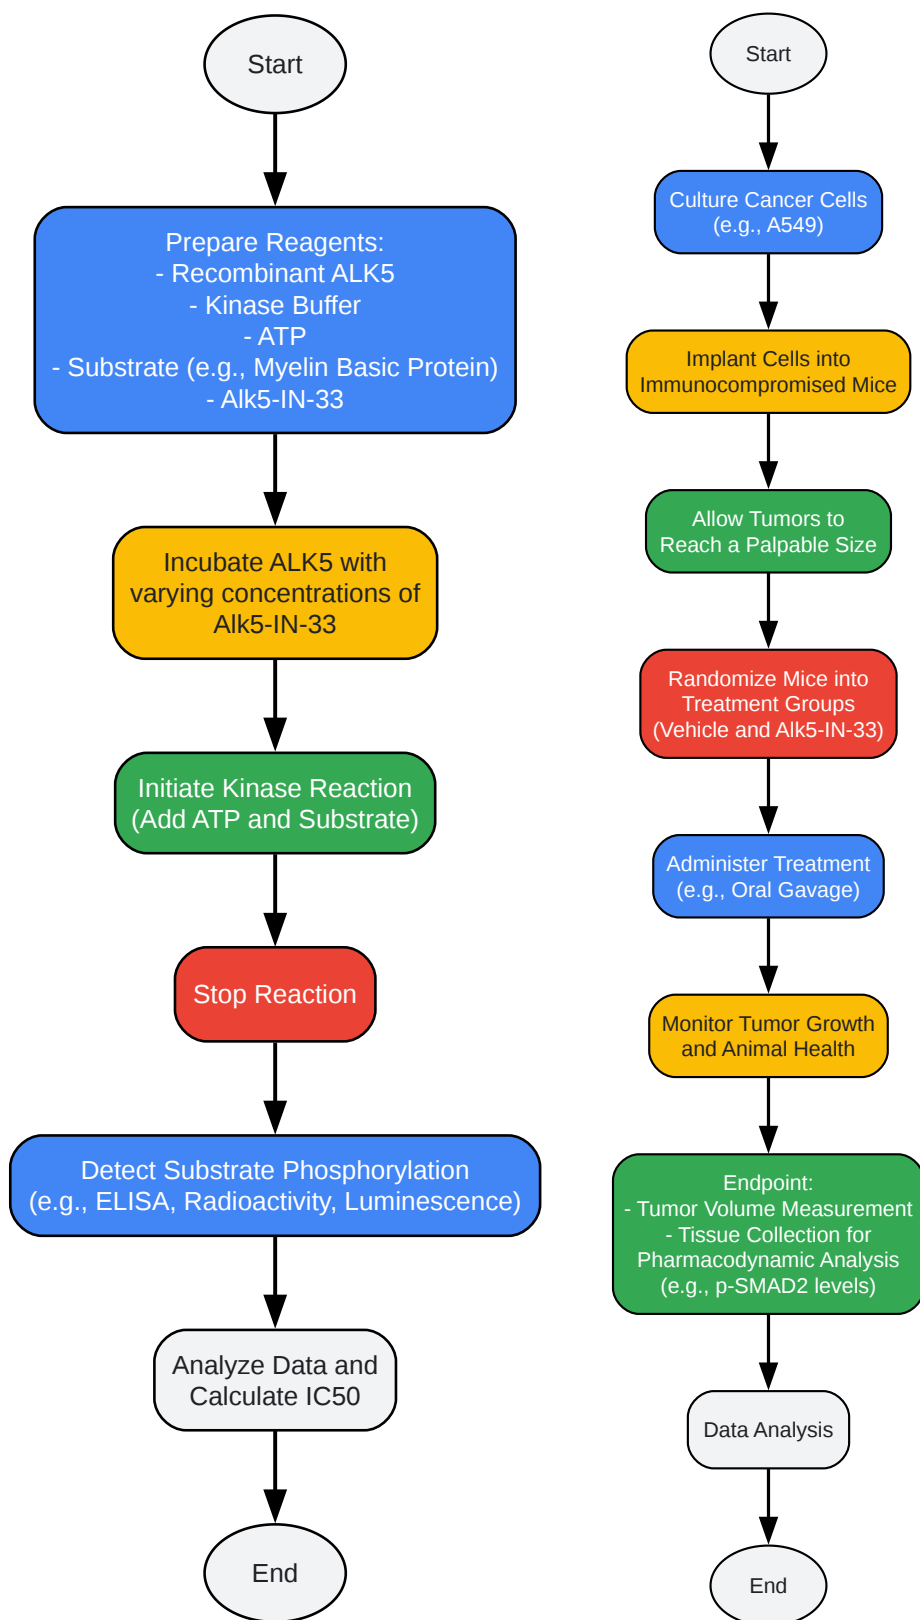 Start
Prepare Reagents:
- Recombinant ALK5
- Kinase Buffer
- ATP
- Substrate (e.g., Myelin Basic Protein)
- Alk5-IN-33
Incubate ALK5 with
varying concentrations of
Alk5-IN-33
Initiate Kinase Reaction
(Add ATP and Substrate)
Stop Reaction
Detect Substrate Phosphorylation
(e.g., ELISA, Radioactivity, Luminescence)
Analyze Data and
Calculate IC50
End
Start
Culture Cancer Cells
(e.g., A549)
Implant Cells into
Immunocompromised Mice
Allow Tumors to
Reach a Palpable Size
Randomize Mice into
Treatment Groups
(Vehicle and Alk5-IN-33)
Administer Treatment
(e.g., Oral Gavage)
Monitor Tumor Growth
and Animal Health
Endpoint:
- Tumor Volume Measurement
- Tissue Collection for
Pharmacodynamic Analysis
(e.g., p-SMAD2 levels)
Data Analysis
End